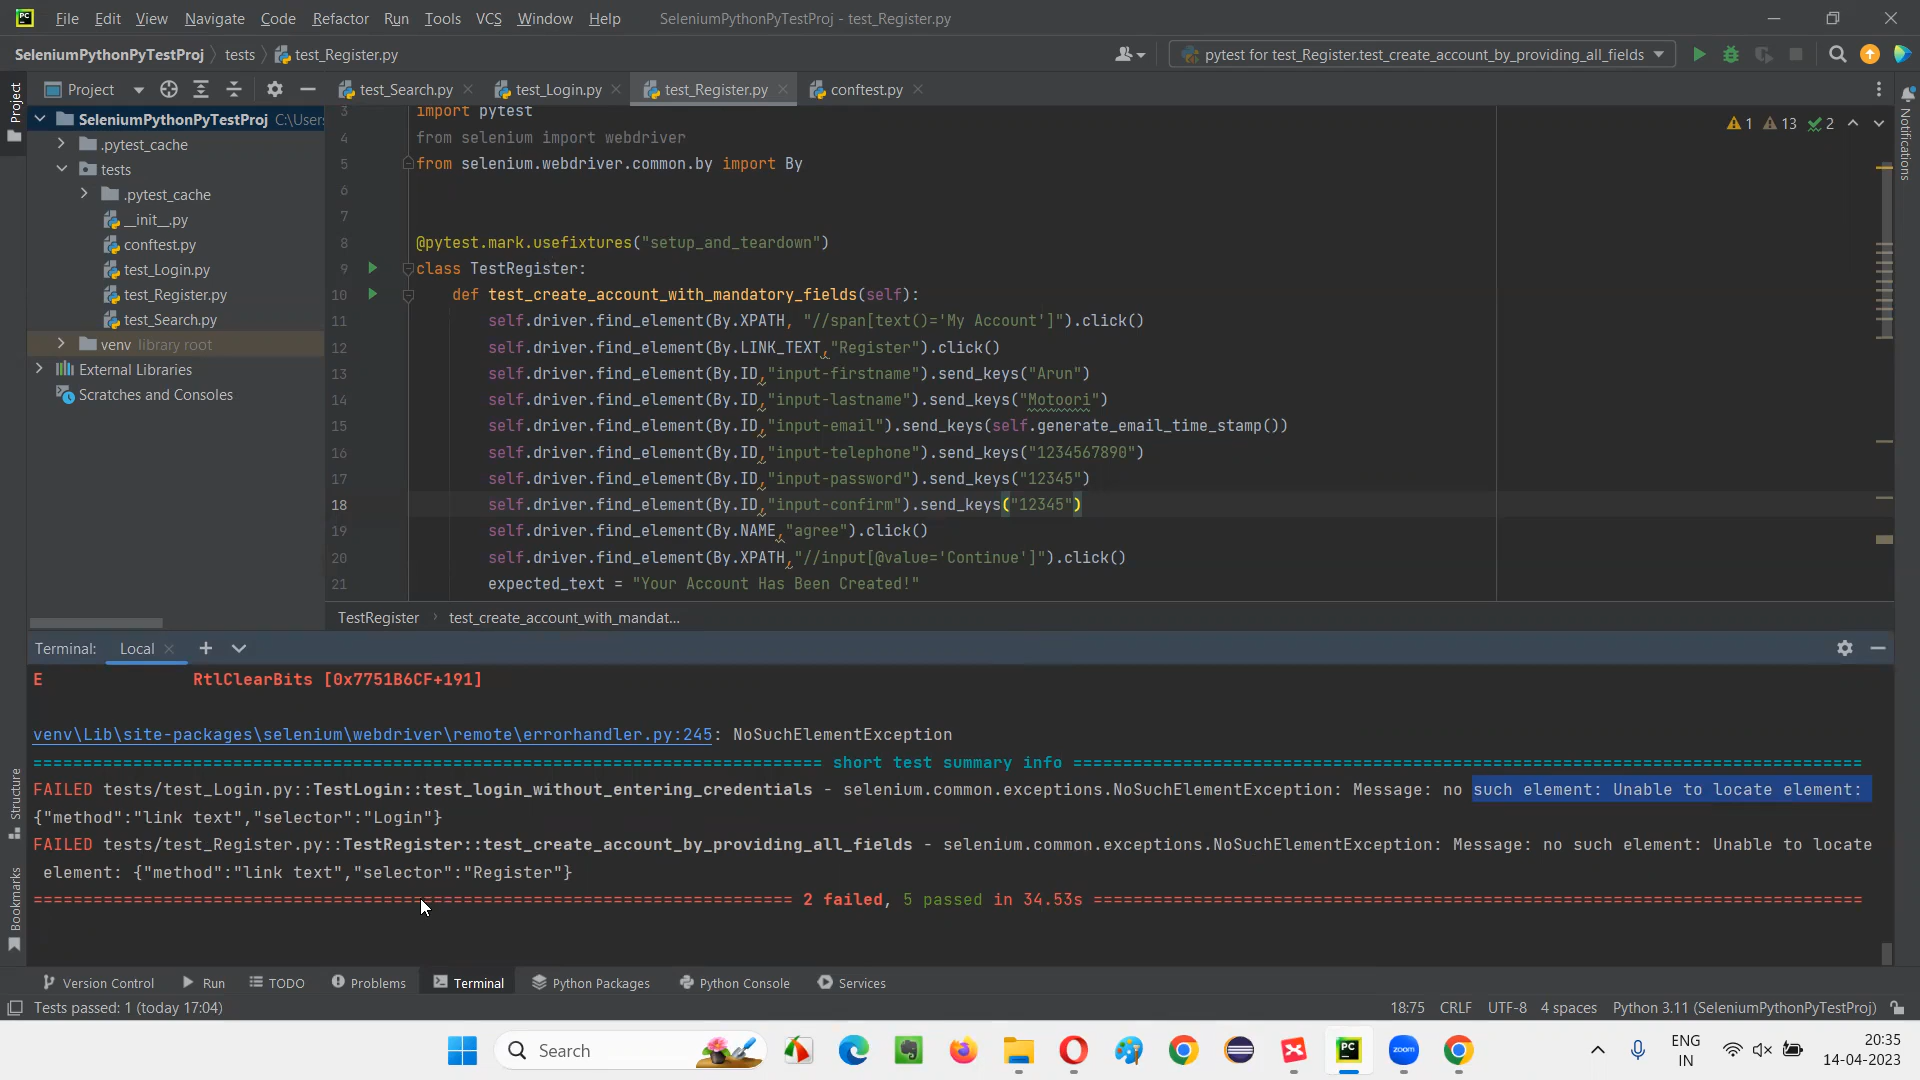 PC File Edit View Navigate Code Refactor Run Tools VCS Window Help SeleniumPythonPyTestProj - test_Register.py
SeleniumPythonPyTestProj tests test_Register.py pytest for test_Register.test_create_account_by_providing_all_fields
Project test_Search.py test_Login.py test_Register.py conftest.py
Project
Notifications
Structure
Bookmarks
SeleniumPythonPyTestProj C:\Users
.pytest_cache
tests
.pytest_cache
__init__.py
conftest.py
test_Login.py
test_Register.py
test_Search.py
venv library root
External Libraries
Scratches and Consoles
1 13 2
3 import pytest
4 from selenium import webdriver
5 from selenium.webdriver.common.by import By
6
7
8 @pytest.mark.usefixtures("setup_and_teardown")
9 class TestRegister:
10 def test_create_account_with_mandatory_fields(self):
11 self.driver.find_element(By.XPATH, "//span[text()='My Account']").click()
12 self.driver.find_element(By.LINK_TEXT,"Register").click()
13 self.driver.find_element(By.ID,"input-firstname").send_keys("Arun")
14 self.driver.find_element(By.ID,"input-lastname").send_keys("Motoori")
15 self.driver.find_element(By.ID,"input-email").send_keys(self.generate_email_time_stamp())
16 self.driver.find_element(By.ID,"input-telephone").send_keys("1234567890")
17 self.driver.find_element(By.ID,"input-password").send_keys("12345")
18 self.driver.find_element(By.ID,"input-confirm").send_keys("12345")
19 self.driver.find_element(By.NAME,"agree").click()
20 self.driver.find_element(By.XPATH,"//input[@value='Continue']").click()
21 expected_text = "Your Account Has Been Created!"
TestRegister test_create_account_with_mandat...
Terminal: Local
E RtlClearBits [0x7751B6CF+191]
venv\Lib\site-packages\selenium\webdriver\remote\errorhandler.py:245: NoSuchElementException
short test summary info
FAILED tests/test_Login.py::TestLogin::test_login_without_entering_credentials - selenium.common.exceptions.NoSuchElementException: Message: no such element: Unable to locate element:
{"method":"link text","selector":"Login"}
FAILED tests/test_Register.py::TestRegister::test_create_account_by_providing_all_fields - selenium.common.exceptions.NoSuchElementException: Message: no such element: Unable to locate
element: {"method":"link text","selector":"Register"}
2 failed, 5 passed in 34.53s
Version Control Run TODO Problems Terminal Python Packages Python Console Services
Tests passed: 1 (today 17:04) 18:75 CRLF UTF-8 4 spaces Python 3.11 (SeleniumPythonPyTestProj)
Search PC zoom ENG 20:35
IN 14-04-2023